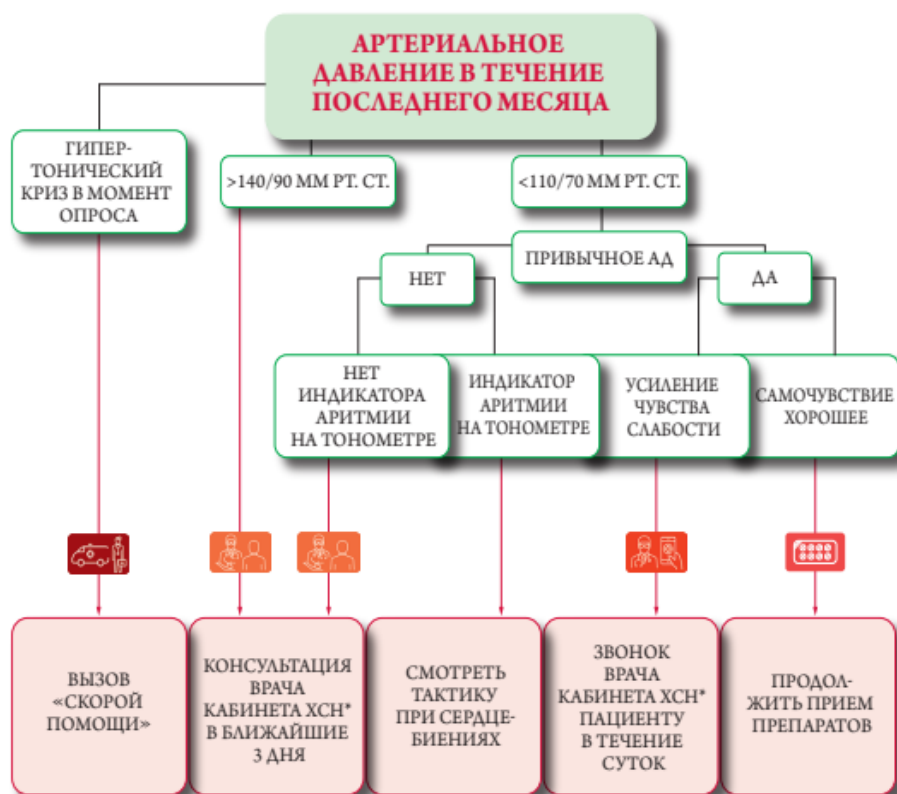 АРТЕРИАЛЬНОЕ
ДАВЛЕНИЕ В ТЕЧЕНИЕ
ПОСЛЕДНЕГО МЕСЯЦА
ГИПЕР-
ТОНИЧЕСКИЙ
КРИЗ В МОМЕНТ
ОПРОСА
>140/90 ММ РТ. СТ.
<110/70 ММ РТ. СТ.
ПРИВЫЧНОЕ АД
НЕТ
ДА
НЕТ
ИНДИКАТОРА
АРИТМИИ
НА ТОНОМЕТРЕ
ИНДИКАТОР
АРИТМИИ
НА ТОНОМЕТРЕ
УСИЛЕНИЕ
ЧУВСТВА
СЛАБОСТИ
САМОЧУВСТВИЕ
ХОРОШЕЕ
ВЫЗОВ
«СКОРОЙ
ПОМОЩИ»
КОНСУЛЬТАЦИЯ
ВРАЧА
КАБИНЕТА ХСН*
В БЛИЖАЙШИЕ
3 ДНЯ
СМОТРЕТЬ
ТАКТИКУ
ПРИ СЕРДЦЕ-
БИЕНИЯХ
ЗВОНОК
ВРАЧА
КАБИНЕТА ХСН*
ПАЦИЕНТУ
В ТЕЧЕНИЕ
СУТОК
ПРОДОЛ-
ЖИТЬ ПРИЕМ
ПРЕПАРАТОВ